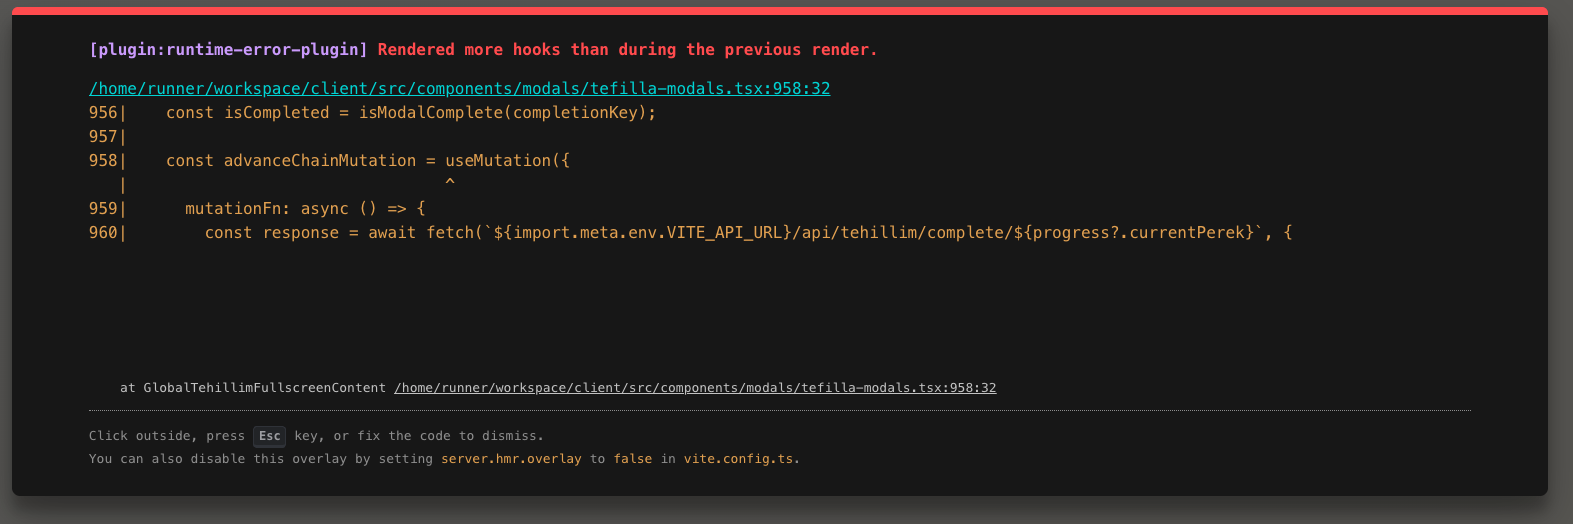 [plugin:runtime-error-plugin] Rendered more hooks than during the previous render.
/home/runner/workspace/client/src/components/modals/tefilla-modals.tsx:958:32
956|    const isCompleted = isModalComplete(completionKey);
957|
958|    const advanceChainMutation = useMutation({
   |                                 ^
959|      mutationFn: async () => {
960|        const response = await fetch(`${import.meta.env.VITE_API_URL}/api/tehillim/complete/${progress?.currentPerek}`, {
at GlobalTehillimFullscreenContent /home/runner/workspace/client/src/components/modals/tefilla-modals.tsx:958:32
Click outside, press Esc key, or fix the code to dismiss.
You can also disable this overlay by setting server.hmr.overlay to false in vite.config.ts.